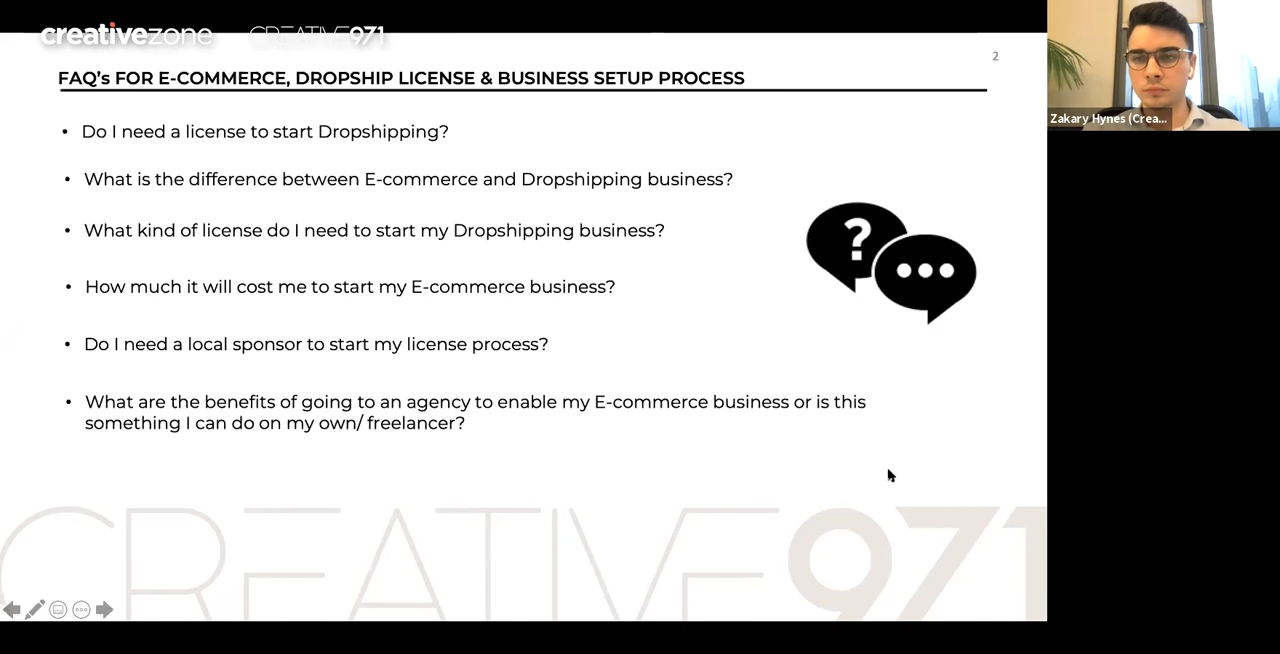 creativezone CREATIVE971
2
FAQ's FOR E-COMMERCE, DROPSHIP LICENSE & BUSINESS SETUP PROCESS
• Do I need a license to start Dropshipping?
• What is the difference between E-commerce and Dropshipping business?
• What kind of license do I need to start my Dropshipping business?
• How much it will cost me to start my E-commerce business?
• Do I need a local sponsor to start my license process?
• What are the benefits of going to an agency to enable my E-commerce business or is this
something I can do on my own/ freelancer?
?
CREATIVE971
Zakary Hynes (Crea...